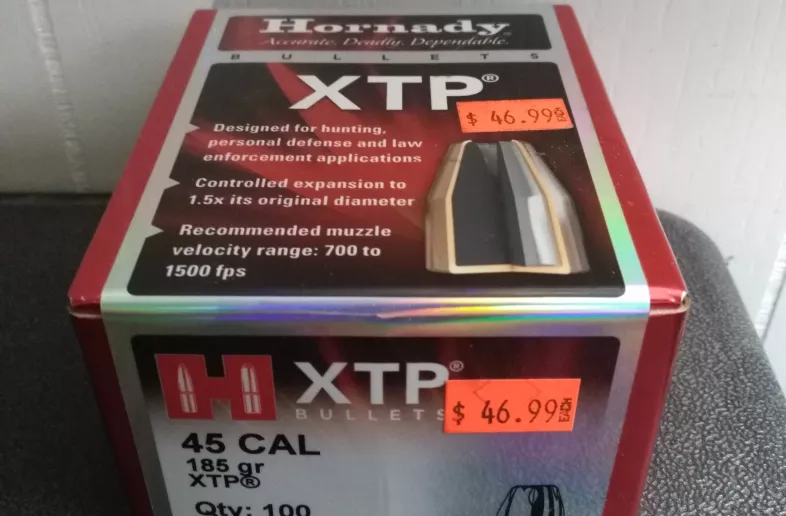 Hornady
Accurate. Deadly. Dependable.
BULLETS
XTP®
$ 46.99 EACH
Designed for hunting,
personal defense and law
enforcement applications
Controlled expansion to
1.5x its original diameter
Recommended muzzle
velocity range: 700 to
1500 fps
H XTP®
BULLETS
$ 46.99 EACH
45 CAL
185 gr
XTP®
Qty: 100